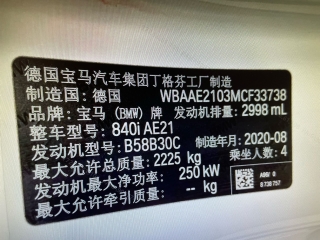 德国宝马汽车集团丁格芬工厂制造
制造国: 德国 WBAAE2103MCF33738
品牌: 宝马 (BMW) 牌 发动机排量: 2998 mL
整车型号: 840i AE21
发动机型号: B58B30C 制造年月: 2020-08
最大允许总质量: 2225 kg 乘坐人数: 4
最大净功率: 250 kW
最大允许牵引质量: -- kg